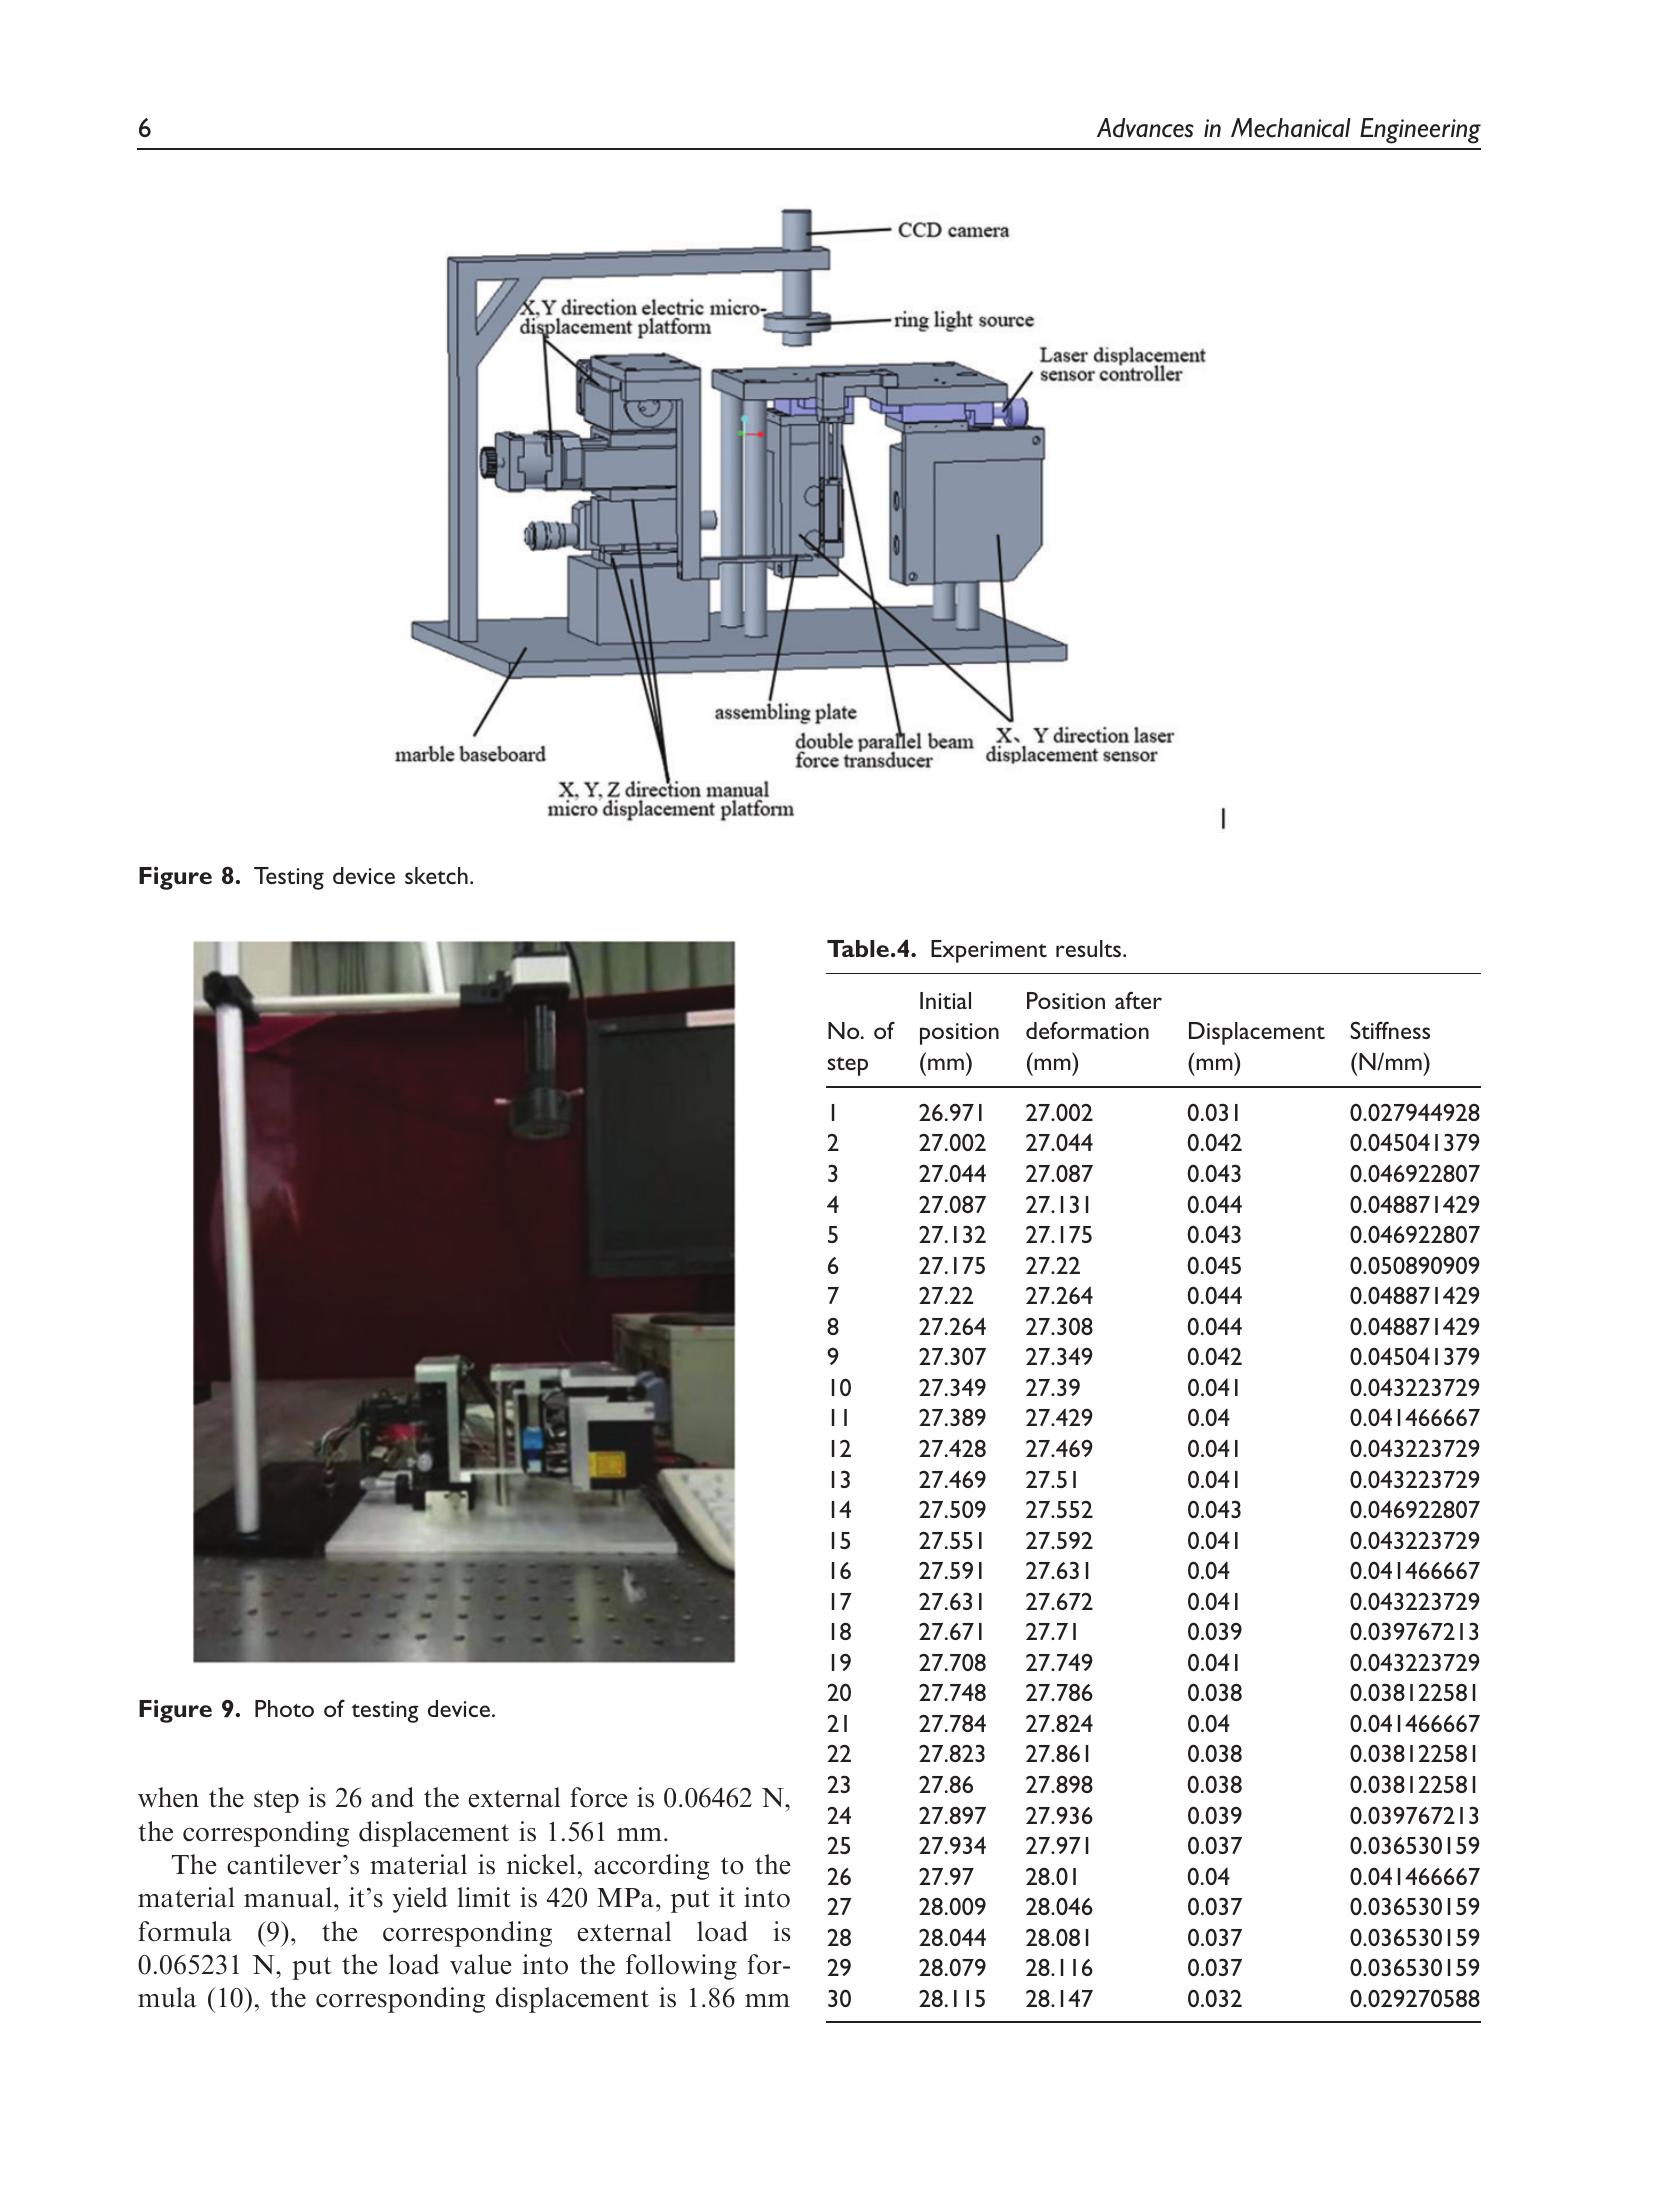 6
Advances in Mechanical Engineering
CCD camera
X,Y direction electric micro-
displacement platform
ring light source
Laser displacement
sensor controller
assembling plate
marble baseboard
double parallel beam
force transducer
X、 Y direction laser
displacement sensor
X, Y, Z direction manual
micro displacement platform
Figure 8. Testing device sketch.
Figure 9. Photo of testing device.
when the step is 26 and the external force is 0.06462 N,
the corresponding displacement is 1.561 mm.
The cantilever's material is nickel, according to the
material manual, it's yield limit is 420 MPa, put it into
formula (9), the corresponding external load is
0.065231 N, put the load value into the following for-
mula (10), the corresponding displacement is 1.86 mm
Table.4. Experiment results.
No. of step Initial position (mm) Position after deformation (mm) Displacement (mm) Stiffness (N/mm)
1 26.971 27.002 0.031 0.027944928
2 27.002 27.044 0.042 0.045041379
3 27.044 27.087 0.043 0.046922807
4 27.087 27.131 0.044 0.048871429
5 27.132 27.175 0.043 0.046922807
6 27.175 27.22 0.045 0.050890909
7 27.22 27.264 0.044 0.048871429
8 27.264 27.308 0.044 0.048871429
9 27.307 27.349 0.042 0.045041379
10 27.349 27.39 0.041 0.043223729
11 27.389 27.429 0.04 0.041466667
12 27.428 27.469 0.041 0.043223729
13 27.469 27.51 0.041 0.043223729
14 27.509 27.552 0.043 0.046922807
15 27.551 27.592 0.041 0.043223729
16 27.591 27.631 0.04 0.041466667
17 27.631 27.672 0.041 0.043223729
18 27.671 27.71 0.039 0.039767213
19 27.708 27.749 0.041 0.043223729
20 27.748 27.786 0.038 0.038122581
21 27.784 27.824 0.04 0.041466667
22 27.823 27.861 0.038 0.038122581
23 27.86 27.898 0.038 0.038122581
24 27.897 27.936 0.039 0.039767213
25 27.934 27.971 0.037 0.036530159
26 27.97 28.01 0.04 0.041466667
27 28.009 28.046 0.037 0.036530159
28 28.044 28.081 0.037 0.036530159
29 28.079 28.116 0.037 0.036530159
30 28.115 28.147 0.032 0.029270588